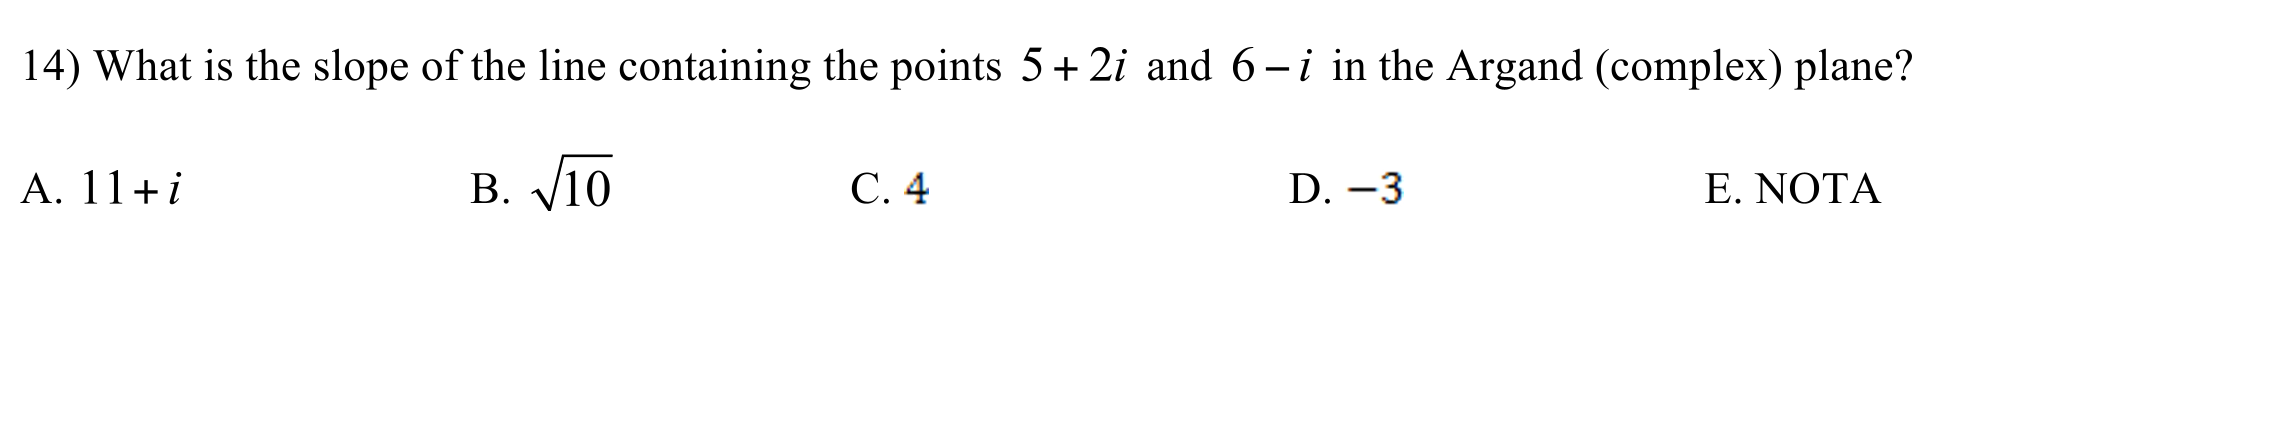 14) What is the slope of the line containing the points 5 + 2i and 6 − i in the Argand (complex) plane?
A. 11 + i B. √10 C. 4 D. −3 E. NOTA